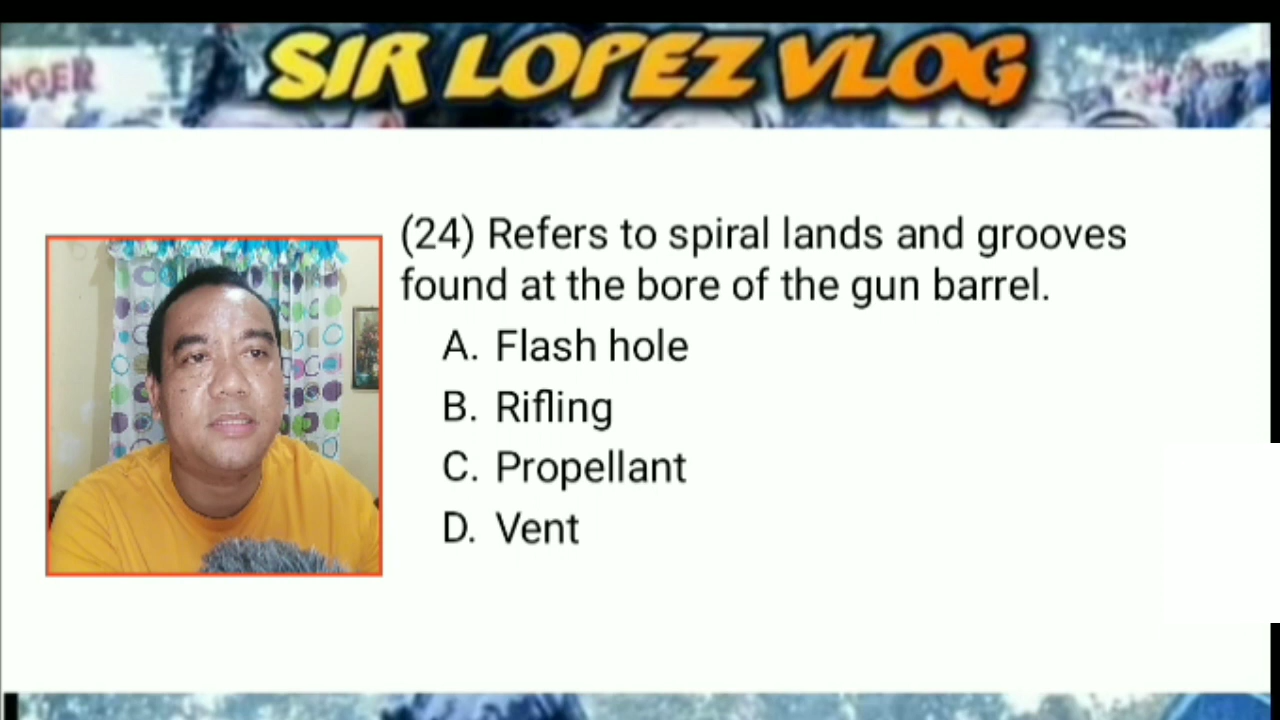 SIR LOPEZ VLOG
(24) Refers to spiral lands and grooves
found at the bore of the gun barrel.
A. Flash hole
B. Rifling
C. Propellant
D. Vent